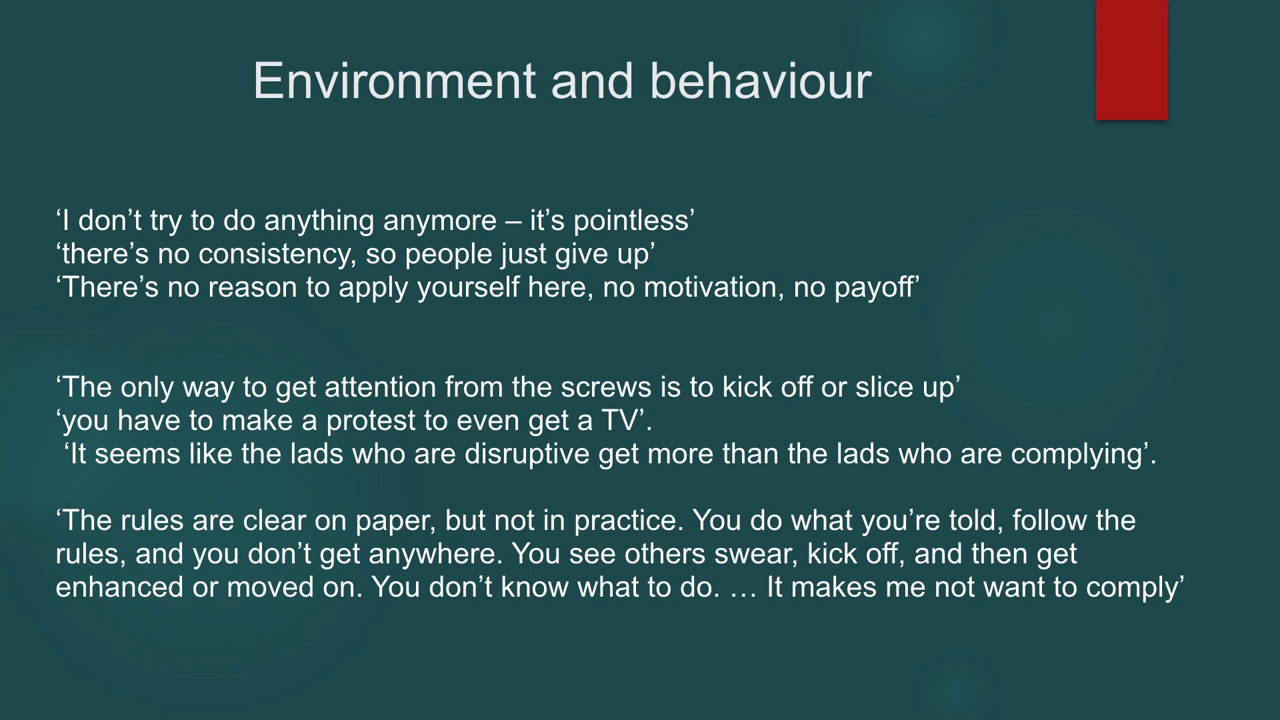 Environment and behaviour
‘I don’t try to do anything anymore – it’s pointless’
‘there’s no consistency, so people just give up’
‘There’s no reason to apply yourself here, no motivation, no payoff’
‘The only way to get attention from the screws is to kick off or slice up’
‘you have to make a protest to even get a TV’.
‘It seems like the lads who are disruptive get more than the lads who are complying’.
‘The rules are clear on paper, but not in practice. You do what you’re told, follow the
rules, and you don’t get anywhere. You see others swear, kick off, and then get
enhanced or moved on. You don’t know what to do. … It makes me not want to comply’